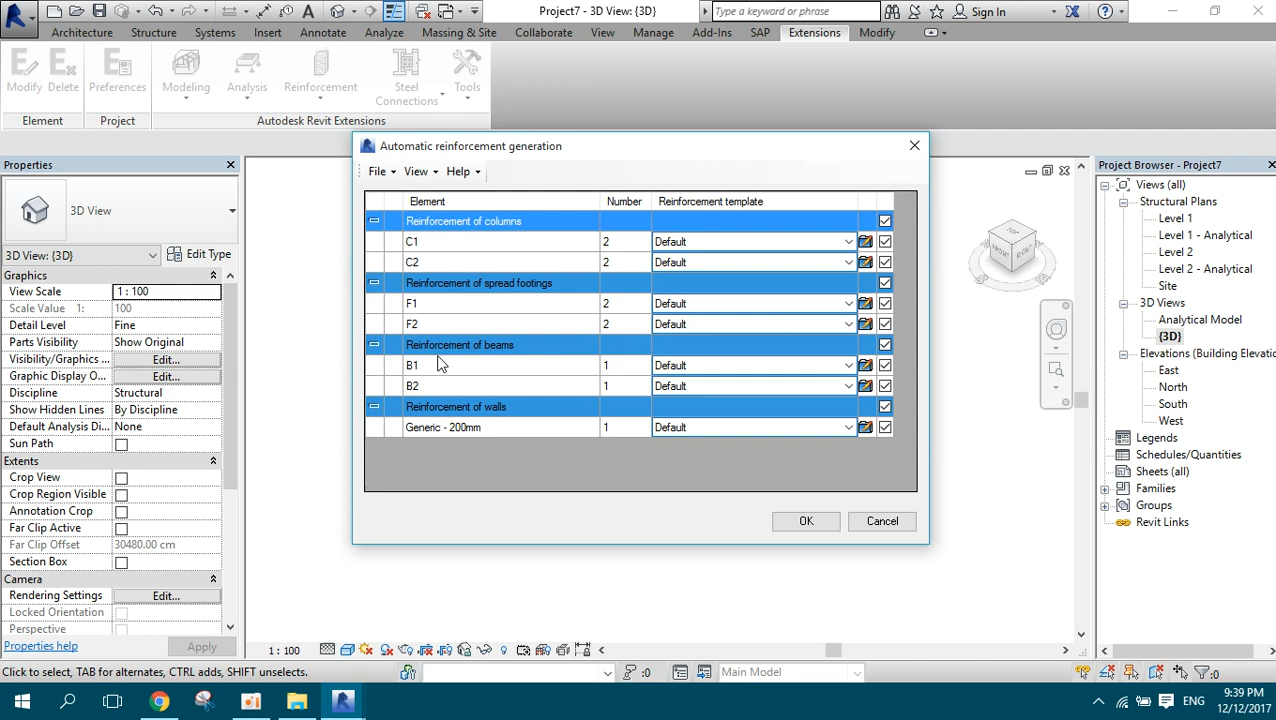 Project7 - 3D View: {3D}
Type a keyword or phrase
Sign In
Architecture Structure Systems Insert Annotate Analyze Massing & Site Collaborate View Manage Add-Ins SAP Extensions Modify
Modify Delete Preferences Modeling Analysis Reinforcement Steel Connections Tools
Element Project Autodesk Revit Extensions
Properties
3D View
3D View: {3D} Edit Type
Graphics
View Scale 1 : 100
Scale Value 1: 100
Detail Level Fine
Parts Visibility Show Original
Visibility/Graphics ... Edit...
Graphic Display O... Edit...
Discipline Structural
Show Hidden Lines By Discipline
Default Analysis Di... None
Sun Path
Extents
Crop View
Crop Region Visible
Annotation Crop
Far Clip Active
Far Clip Offset 30480.00 cm
Section Box
Camera
Rendering Settings Edit...
Locked Orientation
Perspective
Properties help Apply
Automatic reinforcement generation
File View Help
Element Number Reinforcement template
Reinforcement of columns
C1 2 Default
C2 2 Default
Reinforcement of spread footings
F1 2 Default
F2 2 Default
Reinforcement of beams
B1 1 Default
B2 1 Default
Reinforcement of walls
Generic - 200mm 1 Default
OK Cancel
TOP
FRONT
Project Browser - Project7
Views (all)
Structural Plans
Level 1
Level 1 - Analytical
Level 2
Level 2 - Analytical
Site
3D Views
Analytical Model
{3D}
Elevations (Building Elevatio
East
North
South
West
Legends
Schedules/Quantities
Sheets (all)
Families
Groups
Revit Links
1 : 100
Click to select, TAB for alternates, CTRL adds, SHIFT unselects.
:0
Main Model
:0
ENG
9:39 PM
12/12/2017